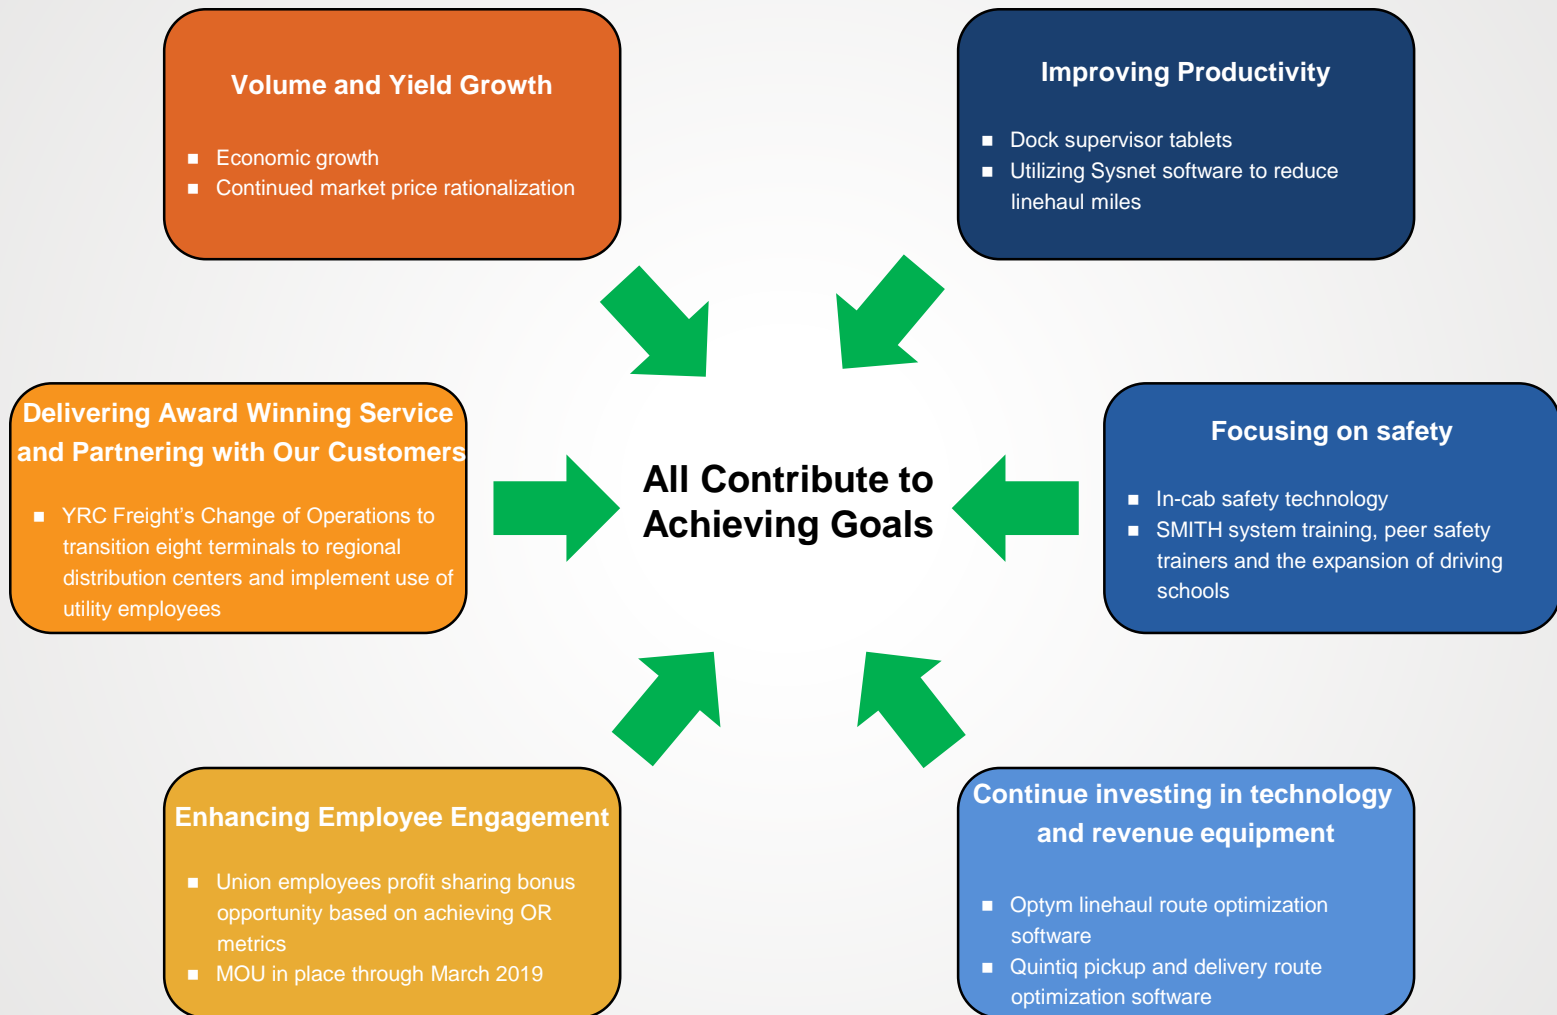 Volume and Yield Growth
■ Economic growth
■ Continued market price rationalization
Improving Productivity
■ Dock supervisor tablets
■ Utilizing Sysnet software to reduce
linehaul miles
Delivering Award Winning Service
and Partnering with Our Customers
■ YRC Freight's Change of Operations to
transition eight terminals to regional
distribution centers and implement use of
utility employees
All Contribute to
Achieving Goals
Focusing on safety
■ In-cab safety technology
■ SMITH system training, peer safety
trainers and the expansion of driving
schools
Enhancing Employee Engagement
■ Union employees profit sharing bonus
opportunity based on achieving OR
metrics
■ MOU in place through March 2019
Continue investing in technology
and revenue equipment
■ Optym linehaul route optimization
software
■ Quintiq pickup and delivery route
optimization software